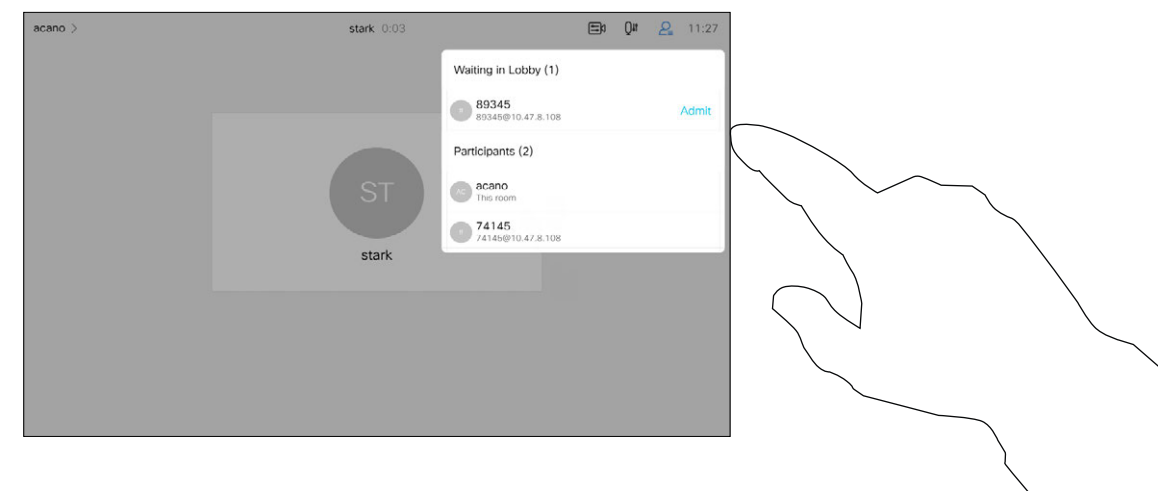 acano > stark 0:03 11:27
Waiting in Lobby (1)
89345
89345@10.47.8.108
Admit
Participants (2)
AC
acano
This room
74145
74145@10.47.8.108
ST
stark